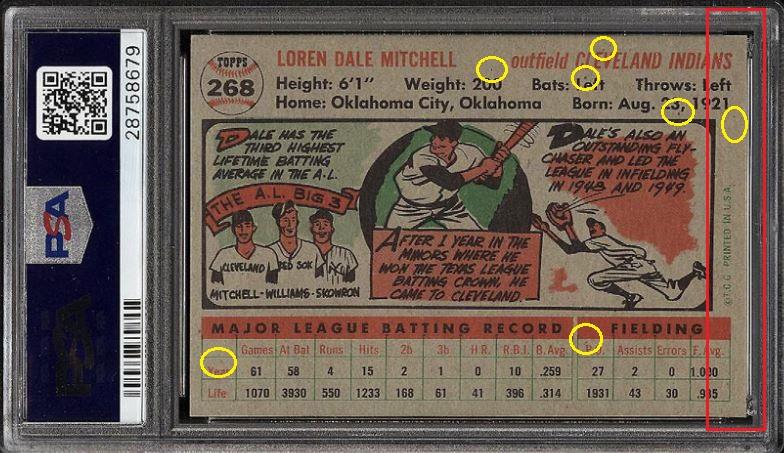 TOPPS
268
LOREN DALE MITCHELL outfield CLEVELAND INDIANS
Height: 6'1" Weight: 200 Bats: Left Throws: Left
Home: Oklahoma City, Oklahoma Born: Aug. 23, 1921
28758679
PSA
DALE HAS THE
THIRD HIGHEST
LIFETIME BATTING
AVERAGE IN THE A.L.
THE A.L. BIG 3
CLEVELAND RED SOX
MITCHELL-WILLIAMS-SKOWRON
AFTER 1 YEAR IN THE
MINORS WHERE HE
WON THE TEXAS LEAGUE
BATTING CROWN, HE
CAME TO CLEVELAND.
DALE'S ALSO AN
OUTSTANDING FLY-
CHASER AND LED THE
LEAGUE IN INFIELDING
IN 1948 AND 1949.
©T.C.G. PRINTED IN U.S.A.
MAJOR LEAGUE BATTING RECORD FIELDING
Games At Bat Runs Hits 2b 3b H.R. R.B.I. B. Avg. P.O. Assists Errors F. Avg.
Year 61 58 4 15 2 1 0 10 .259 27 2 0 1.000
Life 1070 3930 550 1233 168 61 41 396 .314 1931 43 30 .985